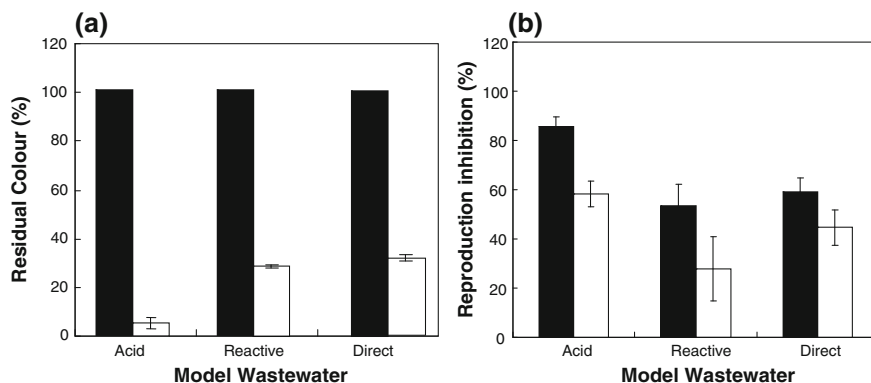 (a)
120
100
80
60
40
20
0
Residual Colour (%)
Acid Reactive Direct
Model Wastewater
(b)
120
100
80
60
40
20
0
Reproduction inhibition (%)
Acid Reactive Direct
Model Wastewater